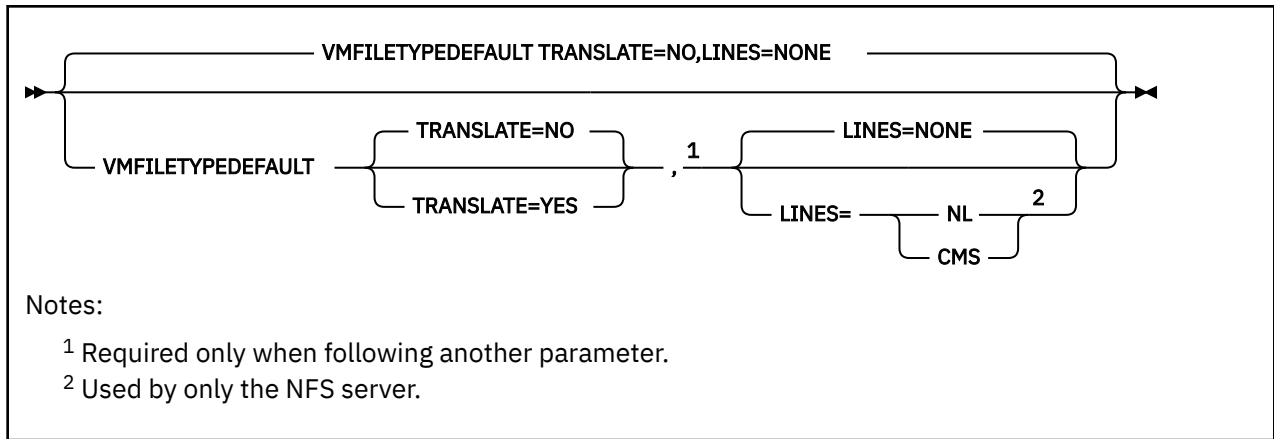 VMFILETYPEDEFAULT TRANSLATE=NO,LINES=NONE
VMFILETYPEDEFAULT
TRANSLATE=NO
TRANSLATE=YES
, 1
LINES=NONE
LINES=
NL
CMS
2
Notes:
1 Required only when following another parameter.
2 Used by only the NFS server.